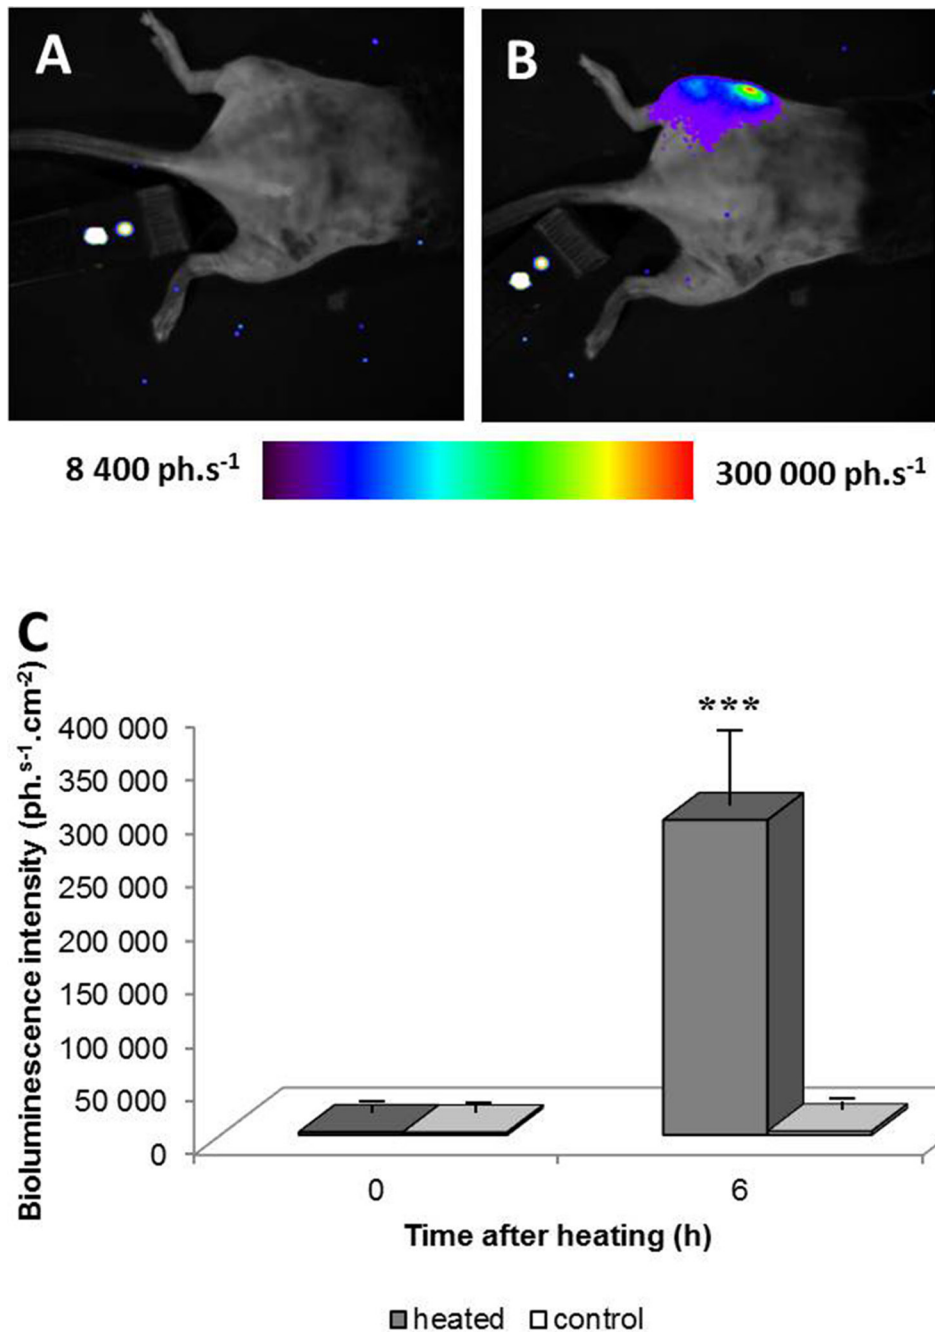 A
B
8 400 ph.s⁻¹
300 000 ph.s⁻¹
C
Bioluminescence intensity (ph.ˢ⁻¹.cm⁻²)
400 000
350 000
300 000
250 000
200 000
150 000
100 000
50 000
0
***
0
6
Time after heating (h)
heated
control